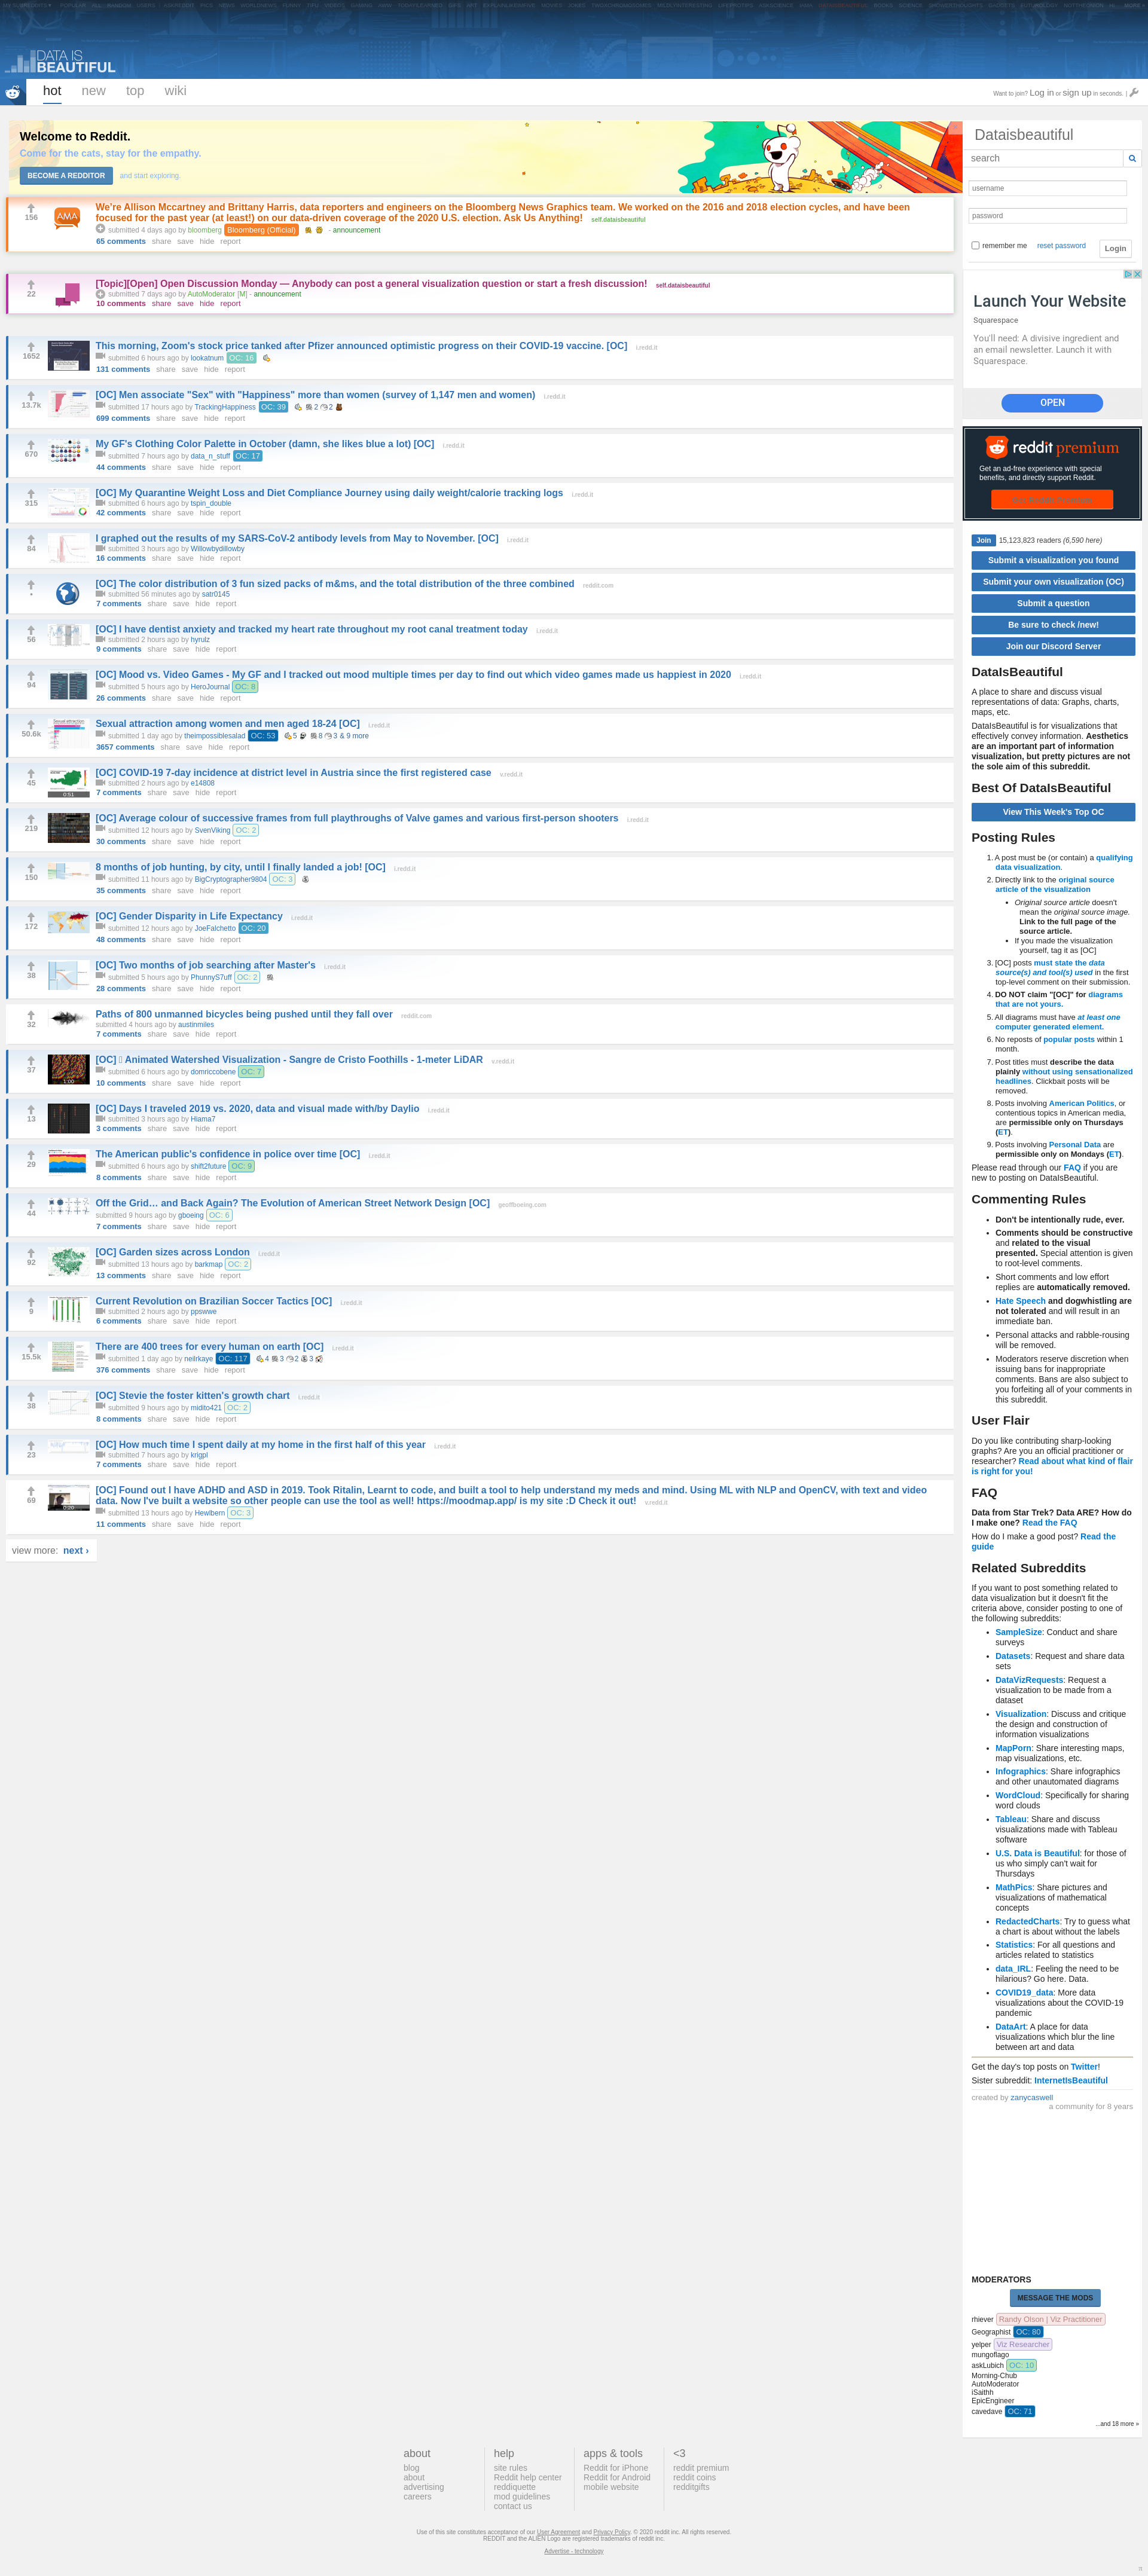 DATA IS
BEAUTIFUL
hot new top wiki
Want to join? Log in or sign up in seconds. |
Welcome to Reddit.
Come for the cats, stay for the empathy.
BECOME A REDDITOR and start exploring.
156
AMA
We're Allison Mccartney and Brittany Harris, data reporters and engineers on the Bloomberg News Graphics team. We worked on the 2016 and 2018 election cycles, and have been
focused for the past year (at least!) on our data-driven coverage of the 2020 U.S. election. Ask Us Anything! self.dataisbeautiful
submitted 4 days ago by bloomberg Bloomberg (Official) - announcement
65 comments share save hide report
22
[Topic][Open] Open Discussion Monday — Anybody can post a general visualization question or start a fresh discussion! self.dataisbeautiful
submitted 7 days ago by AutoModerator [M] - announcement
10 comments share save hide report
1652
This morning, Zoom's stock price tanked after Pfizer announced optimistic progress on their COVID-19 vaccine. [OC] i.redd.it
submitted 6 hours ago by lookatnum OC: 16
131 comments share save hide report
13.7k
[OC] Men associate "Sex" with "Happiness" more than women (survey of 1,147 men and women) i.redd.it
submitted 17 hours ago by TrackingHappiness OC: 39 2 2
699 comments share save hide report
670
My GF's Clothing Color Palette in October (damn, she likes blue a lot) [OC] i.redd.it
submitted 7 hours ago by data_n_stuff OC: 17
44 comments share save hide report
315
[OC] My Quarantine Weight Loss and Diet Compliance Journey using daily weight/calorie tracking logs i.redd.it
submitted 6 hours ago by tspin_double
42 comments share save hide report
84
I graphed out the results of my SARS-CoV-2 antibody levels from May to November. [OC] i.redd.it
submitted 3 hours ago by Willowbydillowby
16 comments share save hide report
•
[OC] The color distribution of 3 fun sized packs of m&ms, and the total distribution of the three combined reddit.com
submitted 56 minutes ago by satr0145
7 comments share save hide report
56
[OC] I have dentist anxiety and tracked my heart rate throughout my root canal treatment today i.redd.it
submitted 2 hours ago by hyrulz
9 comments share save hide report
94
[OC] Mood vs. Video Games - My GF and I tracked out mood multiple times per day to find out which video games made us happiest in 2020 i.redd.it
submitted 5 hours ago by HeroJournal OC: 8
26 comments share save hide report
50.6k
Sexual attraction among women and men aged 18-24 [OC] i.redd.it
submitted 1 day ago by theimpossiblesalad OC: 53 5 8 3 & 9 more
3657 comments share save hide report
45
0:51
[OC] COVID-19 7-day incidence at district level in Austria since the first registered case v.redd.it
submitted 2 hours ago by e14808
7 comments share save hide report
219
[OC] Average colour of successive frames from full playthroughs of Valve games and various first-person shooters i.redd.it
submitted 12 hours ago by SvenViking OC: 2
30 comments share save hide report
150
8 months of job hunting, by city, until I finally landed a job! [OC] i.redd.it
submitted 11 hours ago by BigCryptographer9804 OC: 3
35 comments share save hide report
172
[OC] Gender Disparity in Life Expectancy i.redd.it
submitted 12 hours ago by JoeFalchetto OC: 20
48 comments share save hide report
38
[OC] Two months of job searching after Master's i.redd.it
submitted 5 hours ago by PhunnyS7uff OC: 2
28 comments share save hide report
32
Paths of 800 unmanned bicycles being pushed until they fall over reddit.com
submitted 4 hours ago by austinmiles
7 comments share save hide report
37
1:00
[OC] Animated Watershed Visualization - Sangre de Cristo Foothills - 1-meter LiDAR v.redd.it
submitted 6 hours ago by domriccobene OC: 7
10 comments share save hide report
13
[OC] Days I traveled 2019 vs. 2020, data and visual made with/by Daylio i.redd.it
submitted 3 hours ago by Hiama7
3 comments share save hide report
29
The American public's confidence in police over time [OC] i.redd.it
submitted 6 hours ago by shift2future OC: 9
8 comments share save hide report
44
Off the Grid… and Back Again? The Evolution of American Street Network Design [OC] geoffboeing.com
submitted 9 hours ago by gboeing OC: 6
7 comments share save hide report
92
[OC] Garden sizes across London i.redd.it
submitted 13 hours ago by barkmap OC: 2
13 comments share save hide report
9
Current Revolution on Brazilian Soccer Tactics [OC] i.redd.it
submitted 2 hours ago by ppswwe
6 comments share save hide report
15.5k
There are 400 trees for every human on earth [OC] i.redd.it
submitted 1 day ago by neilrkaye OC: 117 4 3 2 3
376 comments share save hide report
38
[OC] Stevie the foster kitten's growth chart i.redd.it
submitted 9 hours ago by midito421 OC: 2
8 comments share save hide report
23
[OC] How much time I spent daily at my home in the first half of this year i.redd.it
submitted 7 hours ago by krigpl
7 comments share save hide report
69
0:20
[OC] Found out I have ADHD and ASD in 2019. Took Ritalin, Learnt to code, and built a tool to help understand my meds and mind. Using ML with NLP and OpenCV, with text and video
data. Now I've built a website so other people can use the tool as well! https://moodmap.app/ is my site :D Check it out! v.redd.it
submitted 13 hours ago by Hewlbern OC: 3
11 comments share save hide report
view more: next ›
Dataisbeautiful
search
username
password
remember me reset password Login
Launch Your Website
Squarespace
You'll need: A divisive ingredient and
an email newsletter. Launch it with
Squarespace.
OPEN
reddit premium
Get an ad-free experience with special
benefits, and directly support Reddit.
Join 15,123,823 readers (6,590 here)
Submit a visualization you found
Submit your own visualization (OC)
Submit a question
Be sure to check /new!
Join our Discord Server
DataIsBeautiful
A place to share and discuss visual
representations of data: Graphs, charts,
maps, etc.
DataIsBeautiful is for visualizations that
effectively convey information. Aesthetics
are an important part of information
visualization, but pretty pictures are not
the sole aim of this subreddit.
Best Of DataIsBeautiful
View This Week's Top OC
Posting Rules
1. A post must be (or contain) a qualifying
data visualization.
2. Directly link to the original source
article of the visualization
• Original source article doesn't
mean the original image.
Link to the full page of the
source article.
• If you made the visualization
yourself, tag it as [OC]
3. [OC] posts must state the data
source(s) and tool(s) used in the first
top-level comment on their submission.
4. DO NOT claim "[OC]" for diagrams
that are not yours.
5. All diagrams must have at least one
computer generated element.
6. No reposts of popular posts within 1
month.
7. Post titles must describe the data
plainly without using sensationalized
headlines. Clickbait posts will be
removed.
8. Posts involving American Politics, or
contentious topics in American media,
are permissible only on Thursdays
(ET).
9. Posts involving Personal Data are
permissible only on Mondays (ET).
Please read through our FAQ if you are
new to posting on DataIsBeautiful.
Commenting Rules
• Don't be intentionally rude, ever.
• Comments should be constructive
and related to the visual
presented. Special attention is given
to root-level comments.
• Short comments and low effort
replies are automatically removed.
• Hate Speech and dogwhistling are
not tolerated and will result in an
immediate ban.
• Personal attacks and rabble-rousing
will be removed.
• Moderators reserve discretion when
issuing bans for inappropriate
comments. Bans are also subject to
you forfeiting all of your comments in
this subreddit.
User Flair
Do you like contributing sharp-looking
graphs? Are you an official practitioner or
researcher? Read about what kind of flair
is right for you!
FAQ
Data from Star Trek? Data ARE? How do
I make one? Read the FAQ
How do I make a good post? Read the
guide
Related Subreddits
If you want to post something related to
data visualization but it doesn't fit the
criteria above, consider posting to one of
the following subreddits:
• SampleSize: Conduct and share
surveys
• Datasets: Request and share data
sets
• DataVizRequests: Request a
visualization to be made from a
dataset
• Visualization: Discuss and critique
the design and construction of
information visualizations
• MapPorn: Share interesting maps,
map visualizations, etc.
• Infographics: Share infographics
and other unautomated diagrams
• WordCloud: Specifically for sharing
word clouds
• Tableau: Share and discuss
visualizations made with Tableau
software
• U.S. Data is Beautiful: for those of
us who simply can't wait for
Thursdays
• MathPics: Share pictures and
visualizations of mathematical
concepts
• RedactedCharts: Try to guess what
a chart is about without the labels
• Statistics: For all questions and
articles related to statistics
• data_IRL: Feeling the need to be
hilarious? Go here. Data.
• COVID19_data: More data
visualizations about the COVID-19
pandemic
• DataArt: A place for data
visualizations which blur the line
between art and data
Get the day's top posts on Twitter!
Sister subreddit: InternetIsBeautiful
created by zanycaswell
a community for 8 years
MODERATORS
MESSAGE THE MODS
rhiever Randy Olson | Viz Practitioner
Geographist OC: 80
yelper Viz Researcher
mungoflago
askLubich OC: 10
Morning-Chub
AutoModerator
iSaithh
EpicEngineer
cavedave OC: 71
...and 18 more »
about
blog
about
advertising
careers
help
site rules
Reddit help center
reddiquette
mod guidelines
contact us
apps & tools
Reddit for iPhone
Reddit for Android
mobile website
<3
reddit premium
reddit coins
redditgifts
Use of this site constitutes acceptance of our User Agreement and Privacy Policy. © 2020 reddit inc. All rights reserved.
REDDIT and the ALIEN Logo are registered trademarks of reddit inc.
Advertise - technology
π